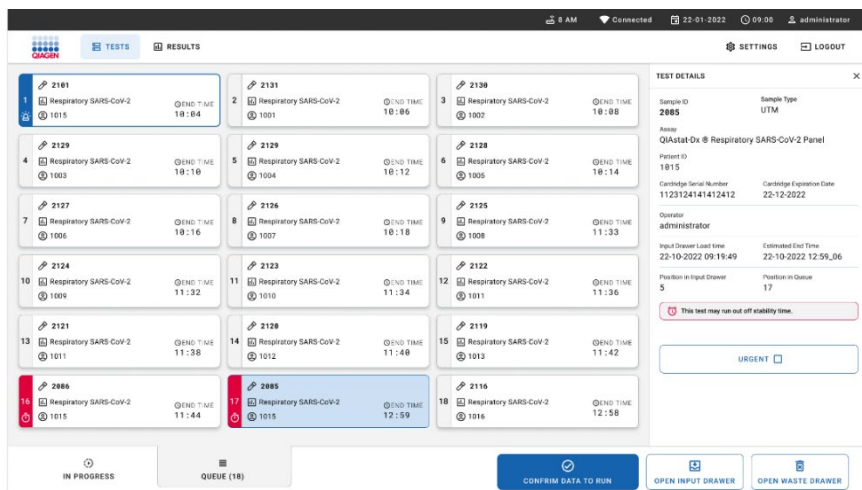 8 AM Connected 22-01-2022 09:00 administrator
QIAGEN TESTS RESULTS SETTINGS LOGOUT
1 2101 Respiratory SARS-CoV-2 1015 END TIME 10:04
2 2131 Respiratory SARS-CoV-2 1001 END TIME 10:06
3 2130 Respiratory SARS-CoV-2 1002 END TIME 10:08
4 2129 Respiratory SARS-CoV-2 1003 END TIME 10:10
5 2129 Respiratory SARS-CoV-2 1004 END TIME 10:12
6 2128 Respiratory SARS-CoV-2 1005 END TIME 10:14
7 2127 Respiratory SARS-CoV-2 1006 END TIME 10:16
8 2126 Respiratory SARS-CoV-2 1007 END TIME 10:18
9 2125 Respiratory SARS-CoV-2 1008 END TIME 11:33
10 2124 Respiratory SARS-CoV-2 1009 END TIME 11:32
11 2123 Respiratory SARS-CoV-2 1010 END TIME 11:34
12 2122 Respiratory SARS-CoV-2 1011 END TIME 11:36
13 2121 Respiratory SARS-CoV-2 1011 END TIME 11:38
14 2120 Respiratory SARS-CoV-2 1012 END TIME 11:40
15 2119 Respiratory SARS-CoV-2 1013 END TIME 11:42
16 2086 Respiratory SARS-CoV-2 1015 END TIME 11:44
17 2085 Respiratory SARS-CoV-2 1015 END TIME 12:59
18 2116 Respiratory SARS-CoV-2 1016 END TIME 12:58
TEST DETAILS
Sample ID Sample Type
2085 UTM
Assay
QIAstat-Dx ® Respiratory SARS-CoV-2 Panel
Patient ID
1015
Cardridge Serial Number Cardridge Expiration Date
1123124141412412 22-12-2022
Operator
administrator
Input Drawer Load time Estimated End Time
22-10-2022 09:19:49 22-10-2022 12:59_06
Position in Input Drawer Position in Queue
5 17
This test may run out off stability time.
URGENT
IN PROGRESS QUEUE (18) CONFRIM DATA TO RUN OPEN INPUT DRAWER OPEN WASTE DRAWER